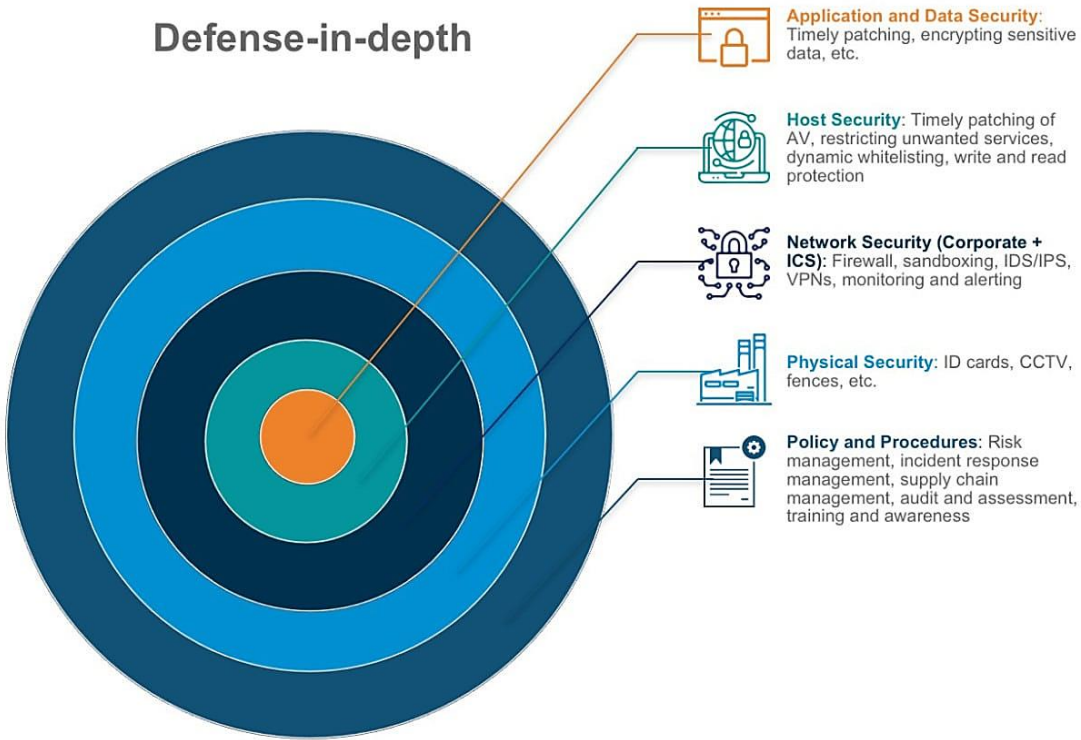 Defense-in-depth
Application and Data Security:
Timely patching, encrypting sensitive
data, etc.
Host Security: Timely patching of
AV, restricting unwanted services,
dynamic whitelisting, write and read
protection
Network Security (Corporate +
ICS): Firewall, sandboxing, IDS/IPS,
VPNs, monitoring and alerting
Physical Security: ID cards, CCTV,
fences, etc.
Policy and Procedures: Risk
management, incident response
management, supply chain
management, audit and assessment,
training and awareness